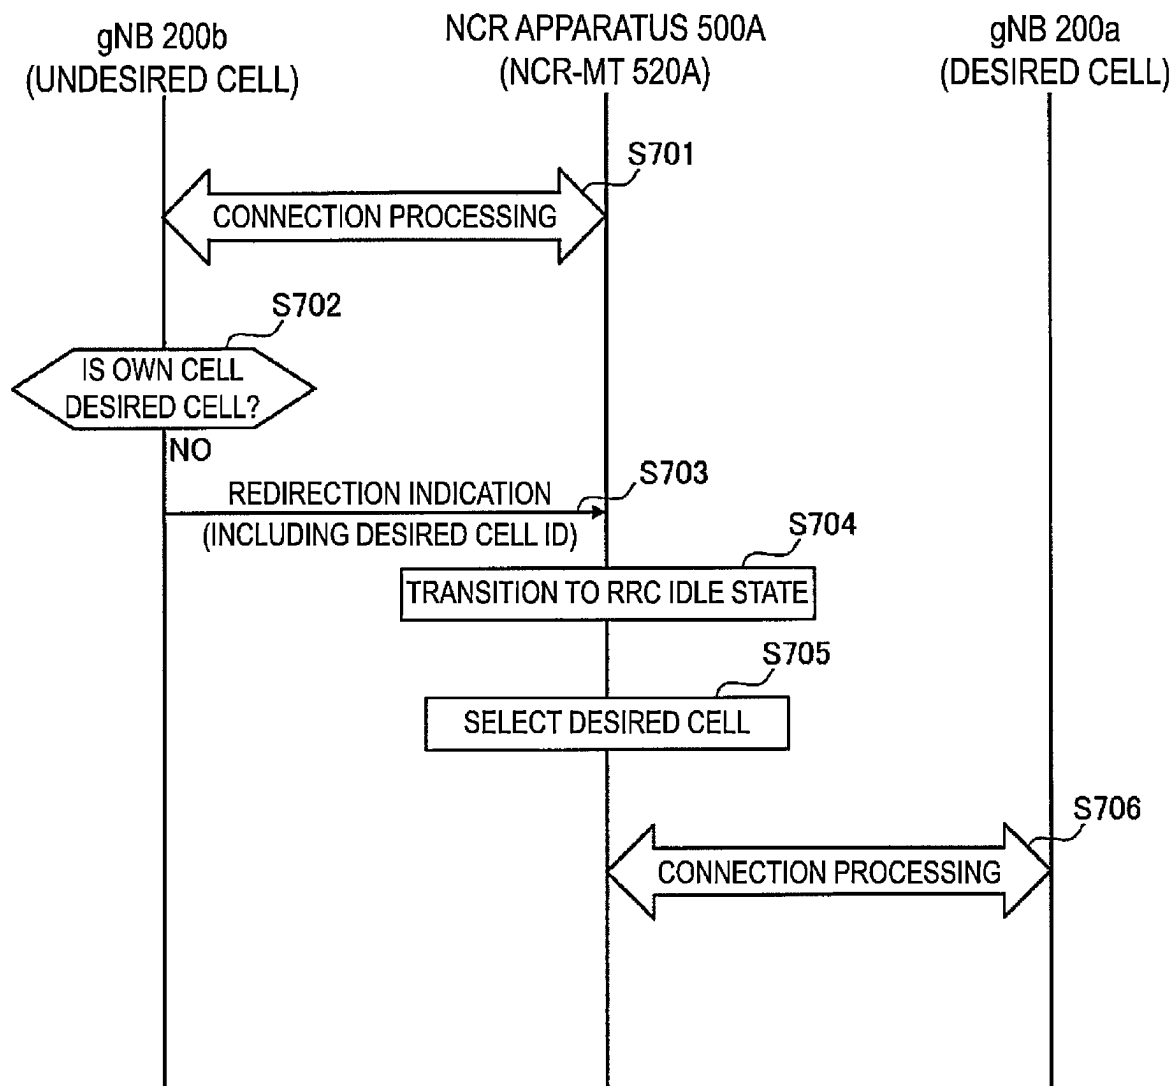 gNB 200b
(UNDESIRED CELL)
NCR APPARATUS 500A
(NCR-MT 520A)
gNB 200a
(DESIRED CELL)
S701
CONNECTION PROCESSING
S702
IS OWN CELL
DESIRED CELL?
NO
S703
REDIRECTION INDICATION
(INCLUDING DESIRED CELL ID)
S704
TRANSITION TO RRC IDLE STATE
S705
SELECT DESIRED CELL
S706
CONNECTION PROCESSING